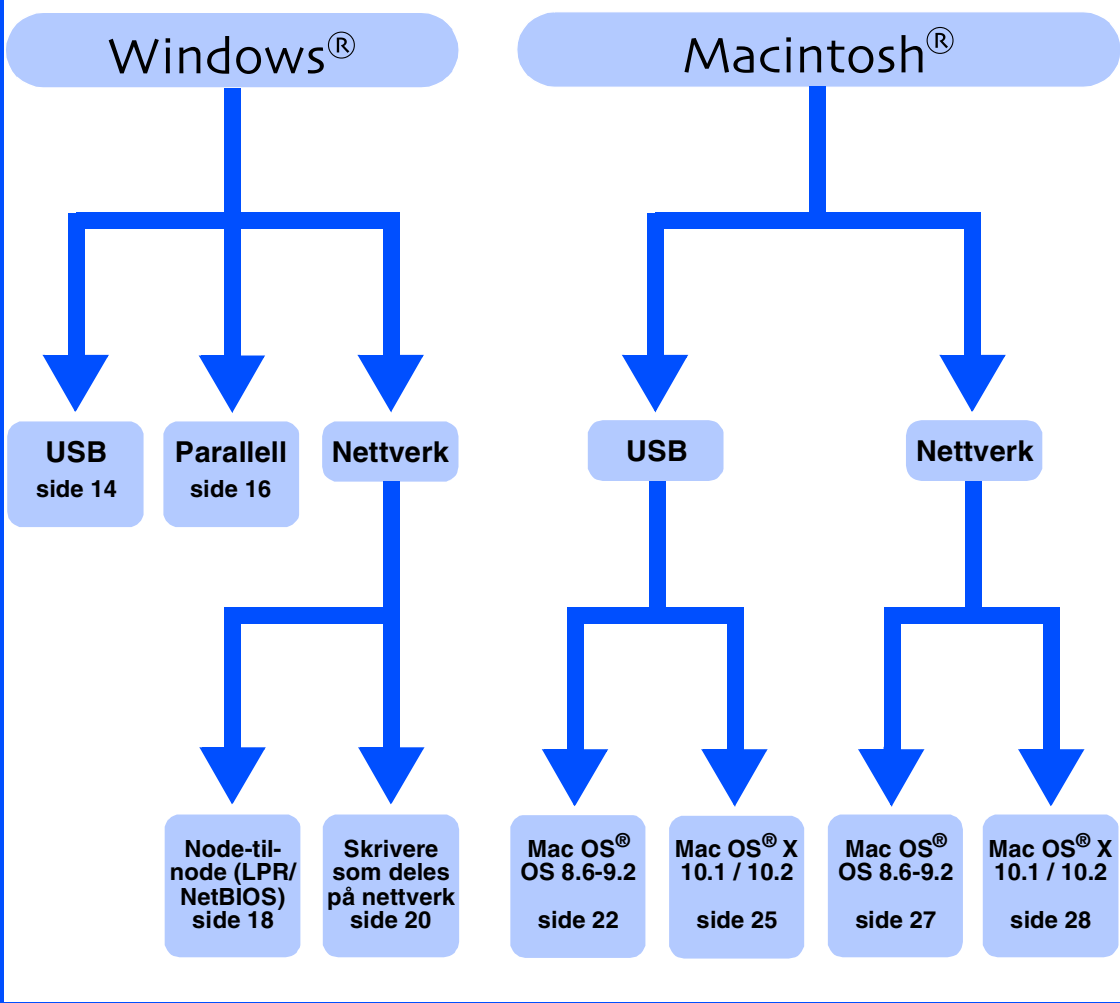 Windows®
Macintosh®
USB
side 14
Parallell
side 16
Nettverk
USB
Nettverk
Node-til-
node (LPR/
NetBIOS)
side 18
Skrivere
som deles
på nettverk
side 20
Mac OS®
OS 8.6-9.2
side 22
Mac OS® X
10.1 / 10.2
side 25
Mac OS®
OS 8.6-9.2
side 27
Mac OS® X
10.1 / 10.2
side 28